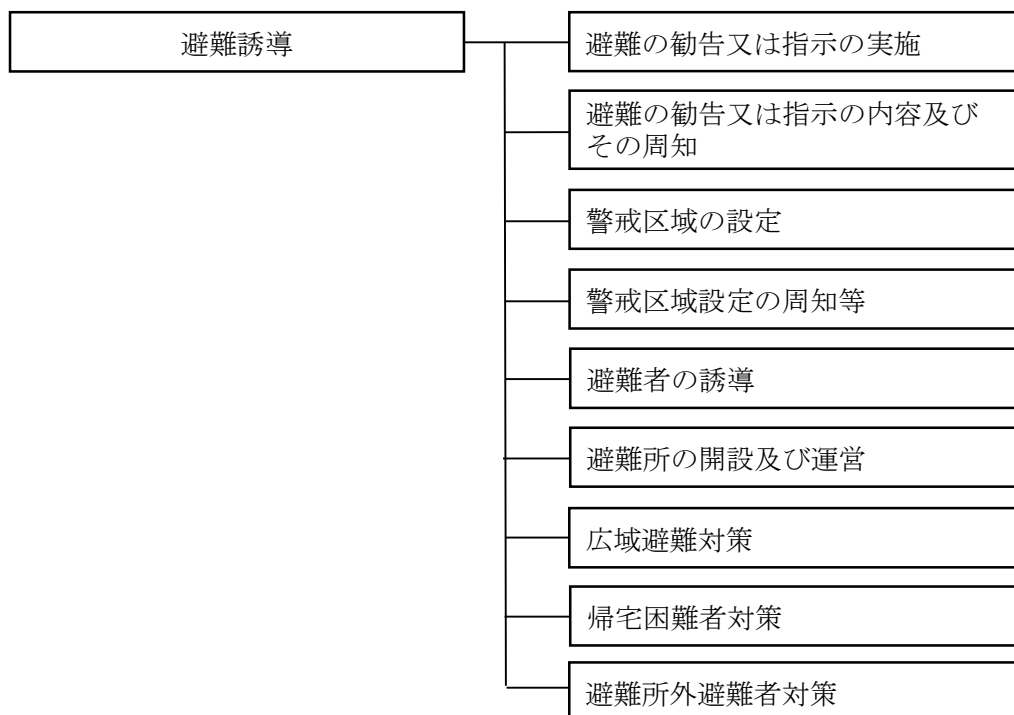 避難誘導
避難の勧告又は指示の実施
避難の勧告又は指示の内容及び
その周知
警戒区域の設定
警戒区域設定の周知等
避難者の誘導
避難所の開設及び運営
広域避難対策
帰宅困難者対策
避難所外避難者対策